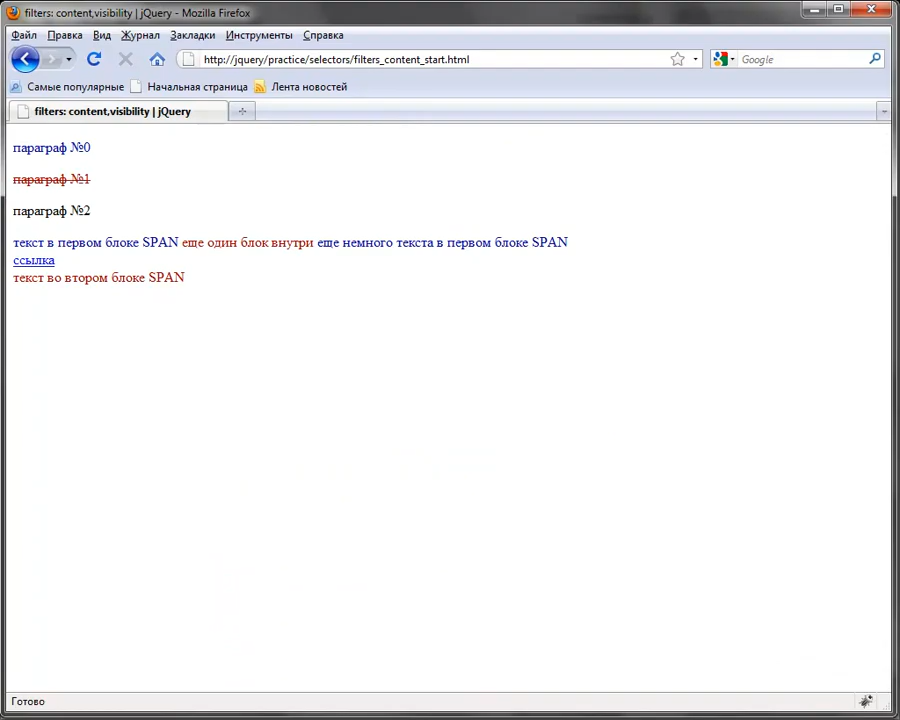 filters: content,visibility | jQuery - Mozilla Firefox
Файл Правка Вид Журнал Закладки Инструменты Справка
http://jquery/practice/selectors/filters_content_start.html Google
Самые популярные Начальная страница Лента новостей
filters: content,visibility | jQuery
параграф №0
параграф №1
параграф №2
текст в первом блоке SPAN еще один блок внутри еще немного текста в первом блоке SPAN
ссылка
текст во втором блоке SPAN
Готово